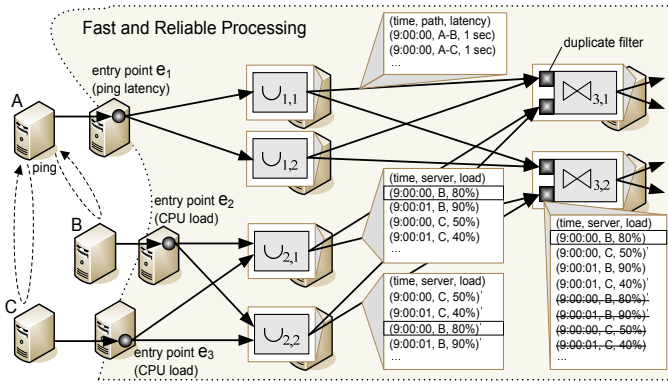 Fast and Reliable Processing
(time, path, latency)
(9:00:00, A-B, 1 sec)
(9:00:00, A-C, 1 sec)
...
duplicate filter
entry point e1
(ping latency)
A
∪1,1
⋈3,1
ping
∪1,2
⋈3,2
entry point e2
(CPU load)
B
(time, server, load)
(9:00:00, B, 80%)
(9:00:01, B, 90%)
(9:00:00, C, 50%)
(9:00:01, C, 40%)
...
∪2,1
C
(time, server, load)
(9:00:00, C, 50%)'
(9:00:01, C, 40%)'
(9:00:00, B, 80%)'
(9:00:01, B, 90%)'
...
∪2,2
entry point e3
(CPU load)
(time, server, load)
(9:00:00, B, 80%)
(9:00:00, C, 50%)'
(9:00:01, B, 90%)
(9:00:01, C, 40%)'
(9:00:00, B, 80%)'
(9:00:01, B, 90%)'
(9:00:00, C, 50%)
(9:00:01, C, 40%)
...